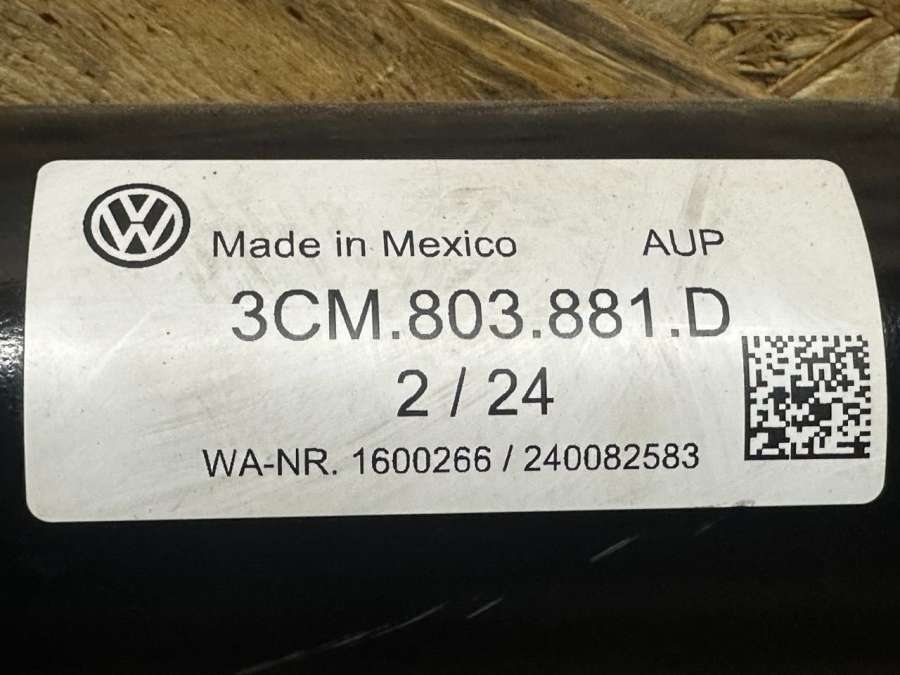 Made in Mexico AUP
3CM.803.881.D
2 / 24
WA-NR. 1600266 / 240082583